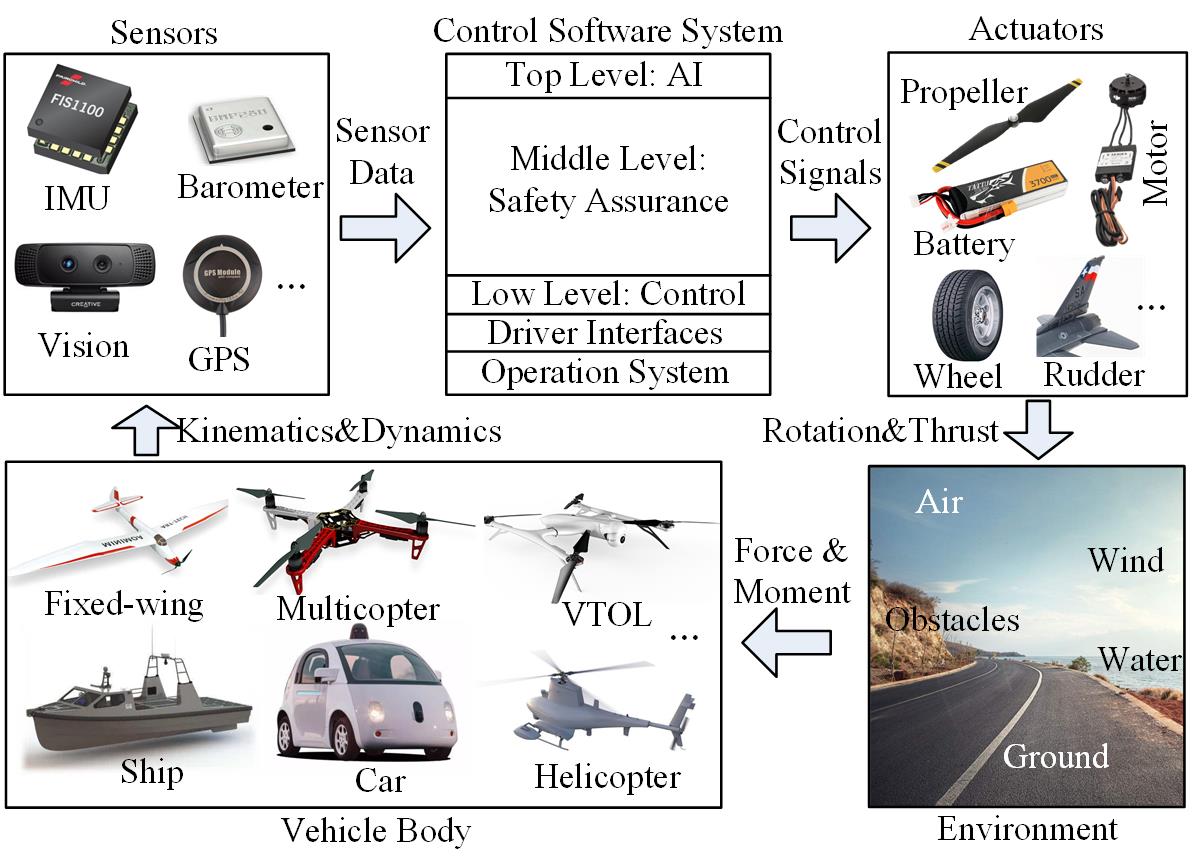 Sensors
FAIRCHILD
FIS1100
IMU
BMP280
Barometer
CREATIVE
Vision
GPS Module
GPS
...
Sensor
Data
Control Software System
Top Level: AI
Middle Level:
Safety Assurance
Low Level: Control
Driver Interfaces
Operation System
Control
Signals
Actuators
Propeller
Motor
TATTU
3700
Battery
Wheel
SA
Rudder
...
Kinematics&Dynamics
Rotation&Thrust
Fixed-wing
Multicopter
VTOL
...
Ship
Car
Helicopter
Vehicle Body
Force &
Moment
Air
Wind
Obstacles
Water
Ground
Environment